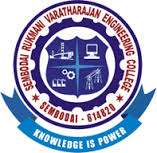 SEMBODAI RUKMANI VARATHARAJAN ENGINEERING COLLEGE
SEMBODAI - 614820
KNOWLEDGE IS POWER